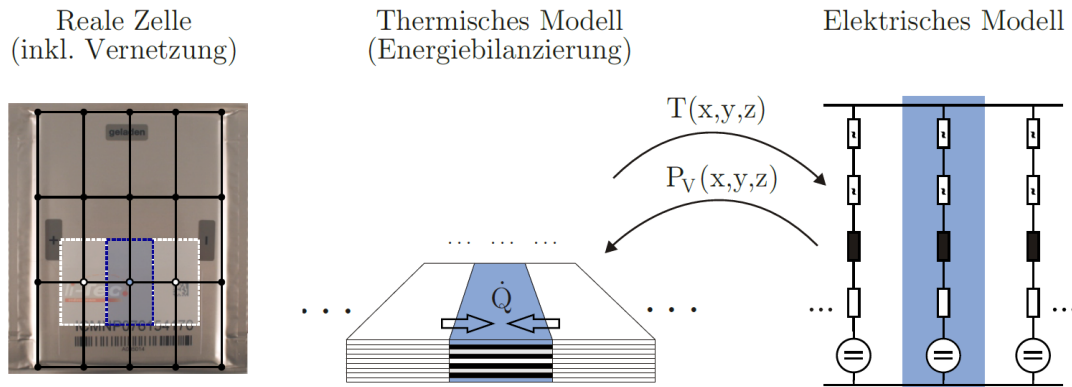 Reale Zelle
(inkl. Vernetzung)
Thermisches Modell
(Energiebilanzierung)
Elektrisches Modell
geladen
+
T(x,y,z)
P_V(x,y,z)
Q̇